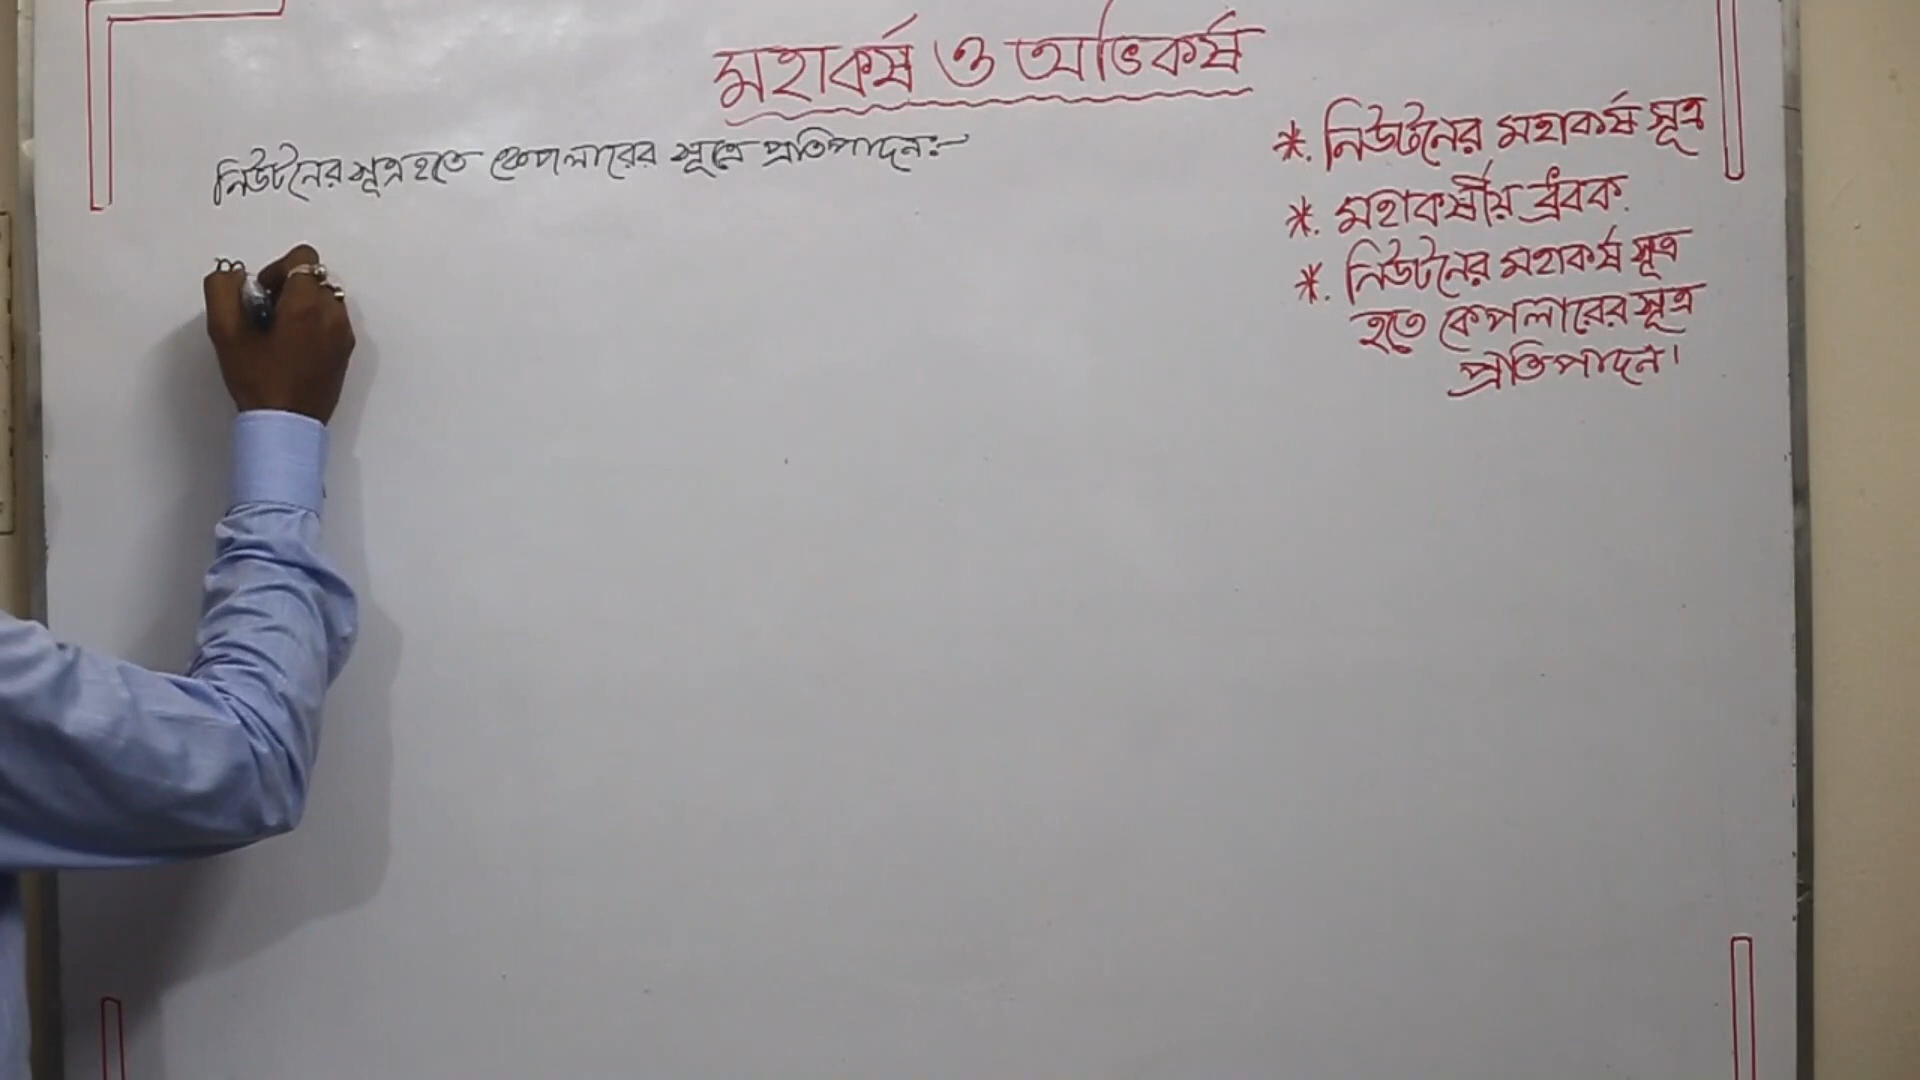 মহাকর্ষ ও অভিকর্ষ
নিউটনের সূত্র হতে কেপলারের সূত্রে প্রতিপাদন:-
m
*. নিউটনের মহাকর্ষ সূত্র
*. মহাকর্ষীয় ধ্রুবক.
*. নিউটনের মহাকর্ষ সূত্র
হতে কেপলারের সূত্র
প্রতিপাদন।